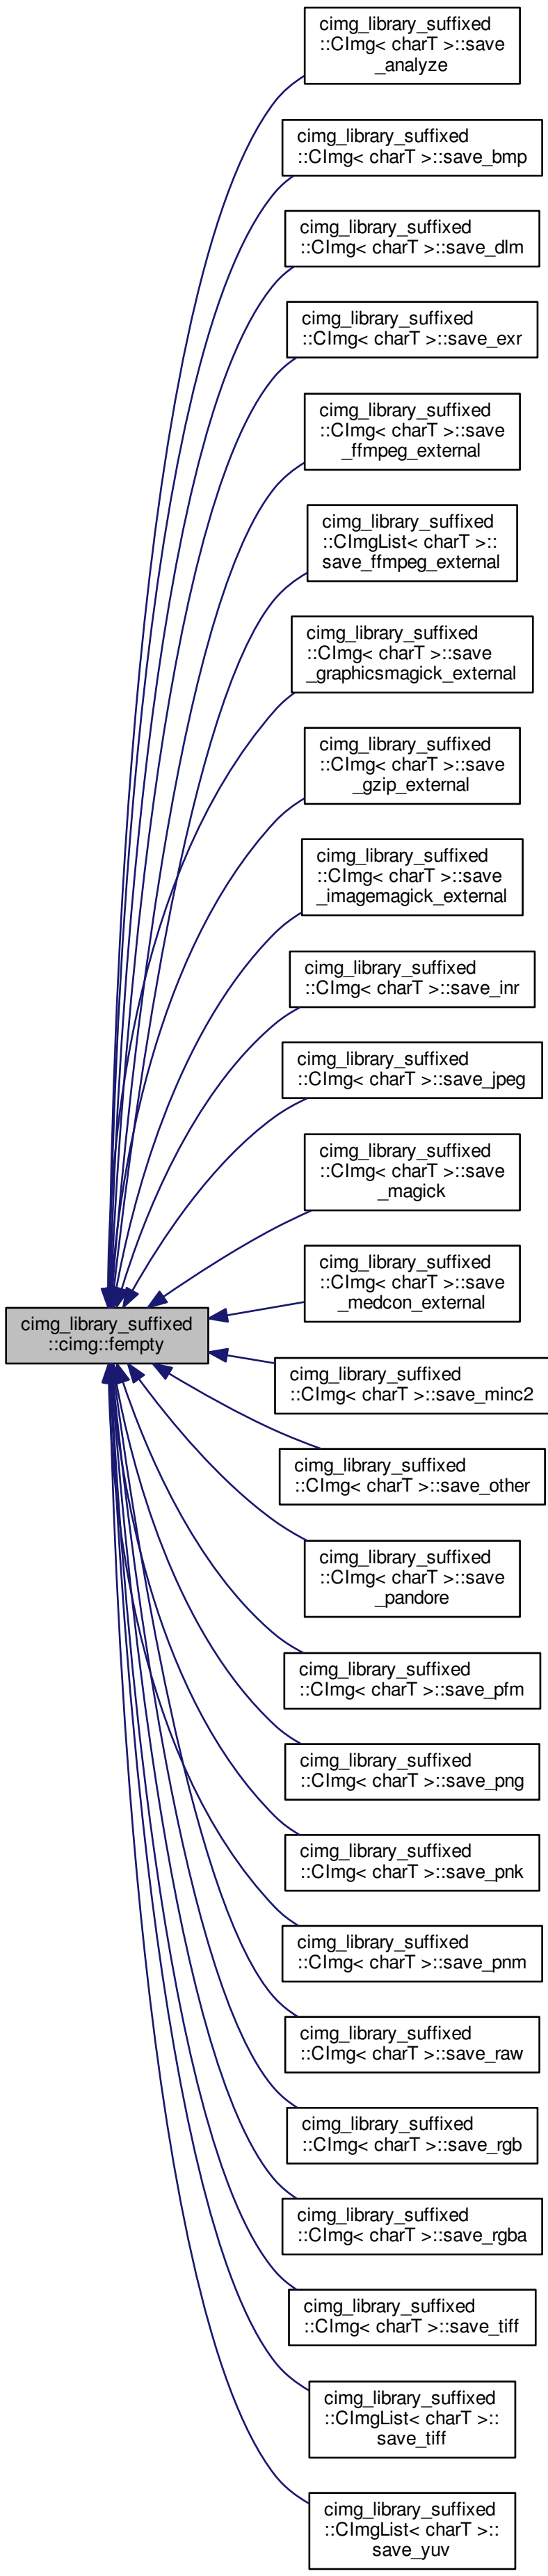 cimg_library_suffixed
::CImg< charT >::save
_analyze
cimg_library_suffixed
::CImg< charT >::save_bmp
cimg_library_suffixed
::CImg< charT >::save_dlm
cimg_library_suffixed
::CImg< charT >::save_exr
cimg_library_suffixed
::CImg< charT >::save
_ffmpeg_external
cimg_library_suffixed
::CImgList< charT >::
save_ffmpeg_external
cimg_library_suffixed
::CImg< charT >::save
_graphicsmagick_external
cimg_library_suffixed
::CImg< charT >::save
_gzip_external
cimg_library_suffixed
::CImg< charT >::save
_imagemagick_external
cimg_library_suffixed
::CImg< charT >::save_inr
cimg_library_suffixed
::CImg< charT >::save_jpeg
cimg_library_suffixed
::CImg< charT >::save
_magick
cimg_library_suffixed
::CImg< charT >::save
_medcon_external
cimg_library_suffixed
::cimg::fempty
cimg_library_suffixed
::CImg< charT >::save_minc2
cimg_library_suffixed
::CImg< charT >::save_other
cimg_library_suffixed
::CImg< charT >::save
_pandore
cimg_library_suffixed
::CImg< charT >::save_pfm
cimg_library_suffixed
::CImg< charT >::save_png
cimg_library_suffixed
::CImg< charT >::save_pnk
cimg_library_suffixed
::CImg< charT >::save_pnm
cimg_library_suffixed
::CImg< charT >::save_raw
cimg_library_suffixed
::CImg< charT >::save_rgb
cimg_library_suffixed
::CImg< charT >::save_rgba
cimg_library_suffixed
::CImg< charT >::save_tiff
cimg_library_suffixed
::CImgList< charT >::
save_tiff
cimg_library_suffixed
::CImgList< charT >::
save_yuv